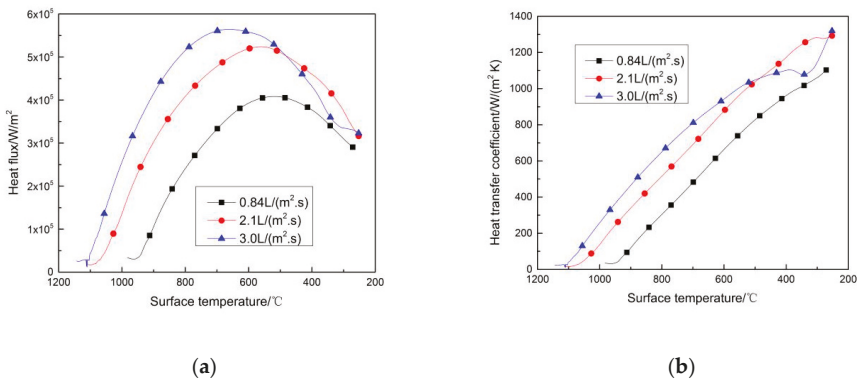 (a)
6x10⁵
5x10⁵
4x10⁵
3x10⁵
2x10⁵
1x10⁵
0
Heat flux/W/m²
0.84L/(m².s)
2.1L/(m².s)
3.0L/(m².s)
1200 1000 800 600 400 200
Surface temperature/℃
(b)
1400
1200
1000
800
600
400
200
0
Heat transfer coefficient/W/(m² K)
0.84L/(m².s)
2.1L/(m².s)
3.0L/(m².s)
1200 1000 800 600 400 200
Surface temperature/℃
(a) (b)